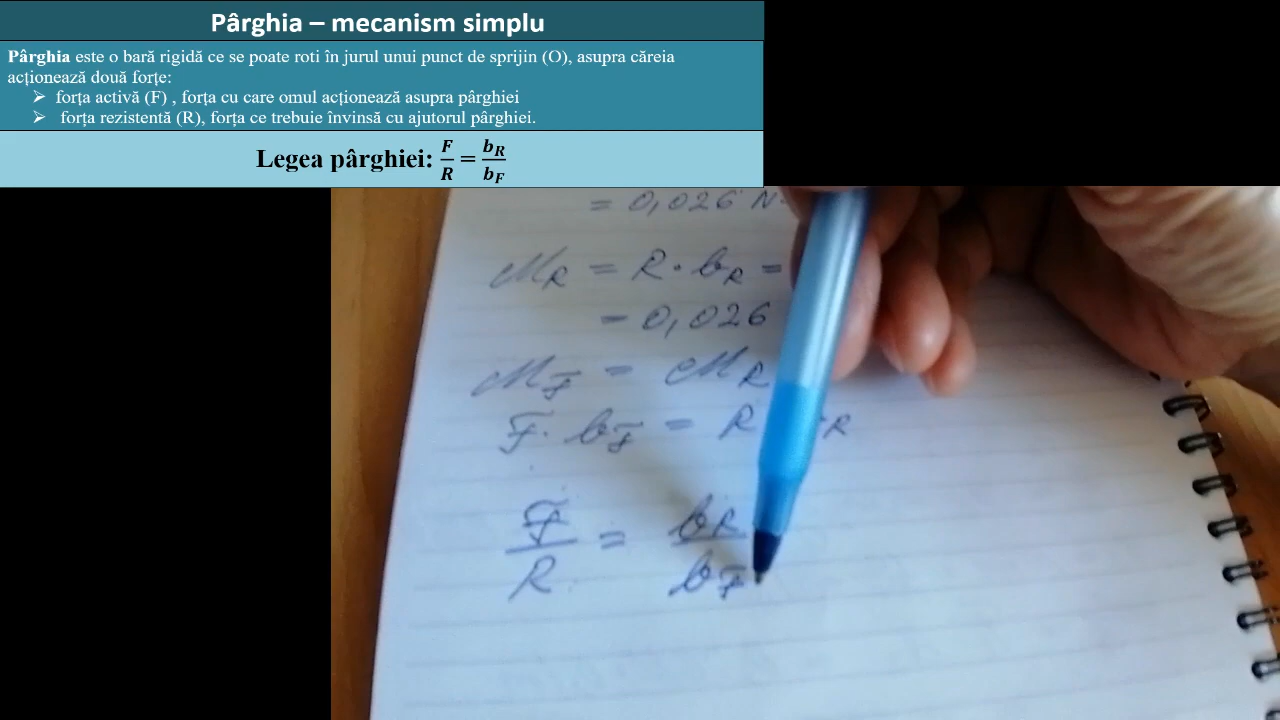 Pârghia – mecanism simplu
Pârghia este o bară rigidă ce se poate roti în jurul unui punct de sprijin (O), asupra căreia
acționează două forțe:
➢ forța activă (F) , forța cu care omul acționează asupra pârghiei
➢ forța rezistentă (R), forța ce trebuie învinsă cu ajutorul pârghiei.
Legea pârghiei: F/R = bR/bF
= 0,026 N
MR = R · bR =
= 0,026
MF = MR
F · bF = R R
F/R = bR/bF